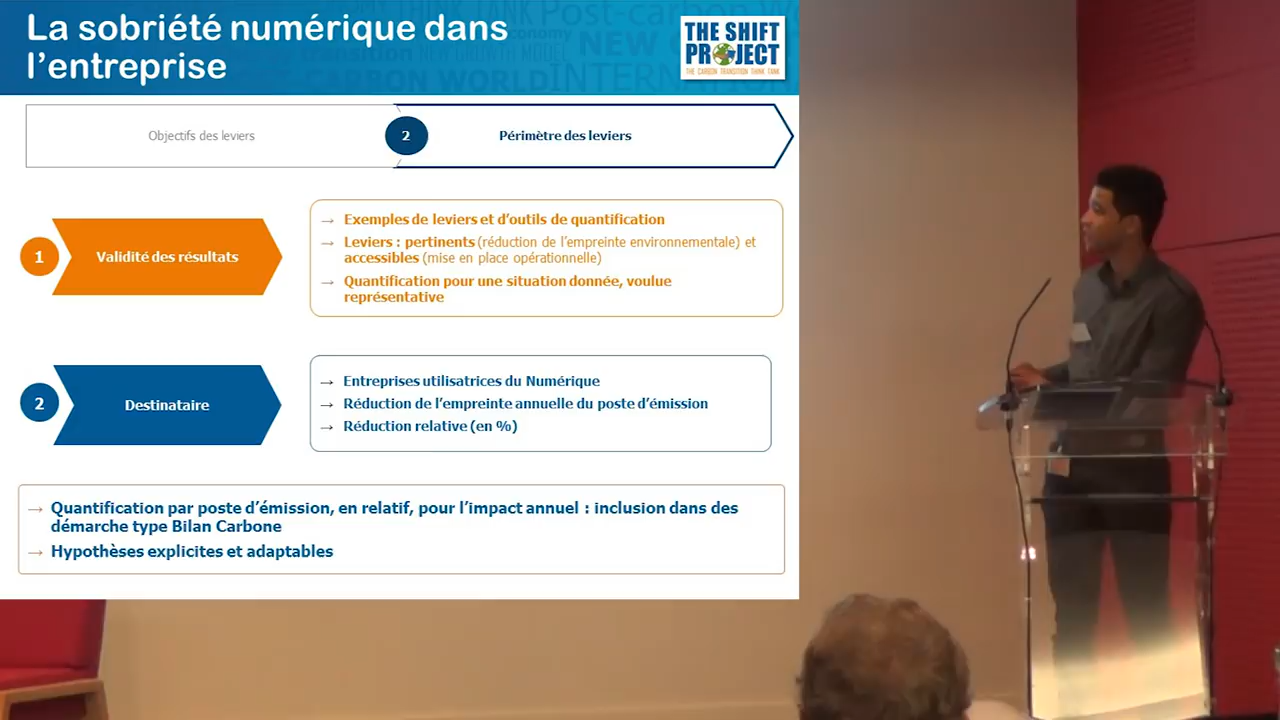 La sobriété numérique dans
l'entreprise
THE SHIFT
PROJECT
THE CARBON TRANSITION THINK TANK
Objectifs des leviers
2
Périmètre des leviers
1
Validité des résultats
→ Exemples de leviers et d'outils de quantification
→ Leviers : pertinents (réduction de l'empreinte environnementale) et
accessibles (mise en place opérationnelle)
→ Quantification pour une situation donnée, voulue
représentative
2
Destinataire
→ Entreprises utilisatrices du Numérique
→ Réduction de l'empreinte annuelle du poste d'émission
→ Réduction relative (en %)
→ Quantification par poste d'émission, en relatif, pour l'impact annuel : inclusion dans des
démarche type Bilan Carbone
→ Hypothèses explicites et adaptables